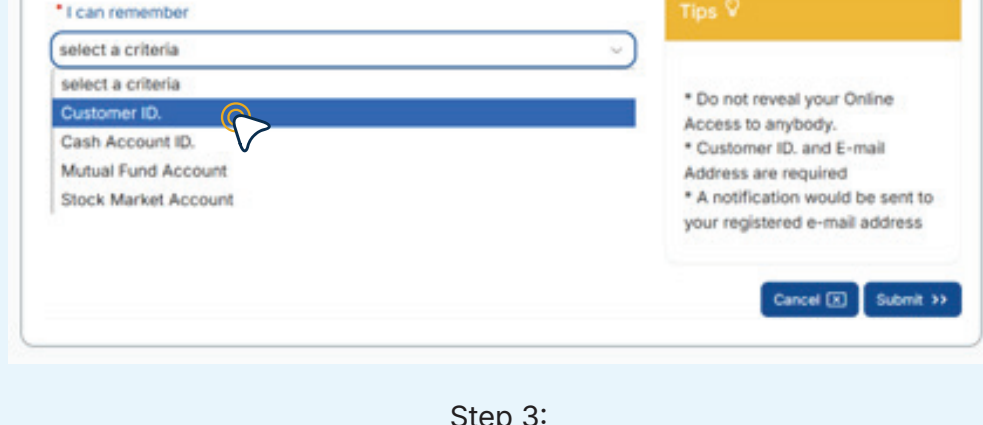 * I can remember
select a criteria
select a criteria
Customer ID.
Cash Account ID.
Mutual Fund Account
Stock Market Account
Tips
* Do not reveal your Online
Access to anybody.
* Customer ID. and E-mail
Address are required
* A notification would be sent to
your registered e-mail address
Cancel
Submit >>
Step 3: